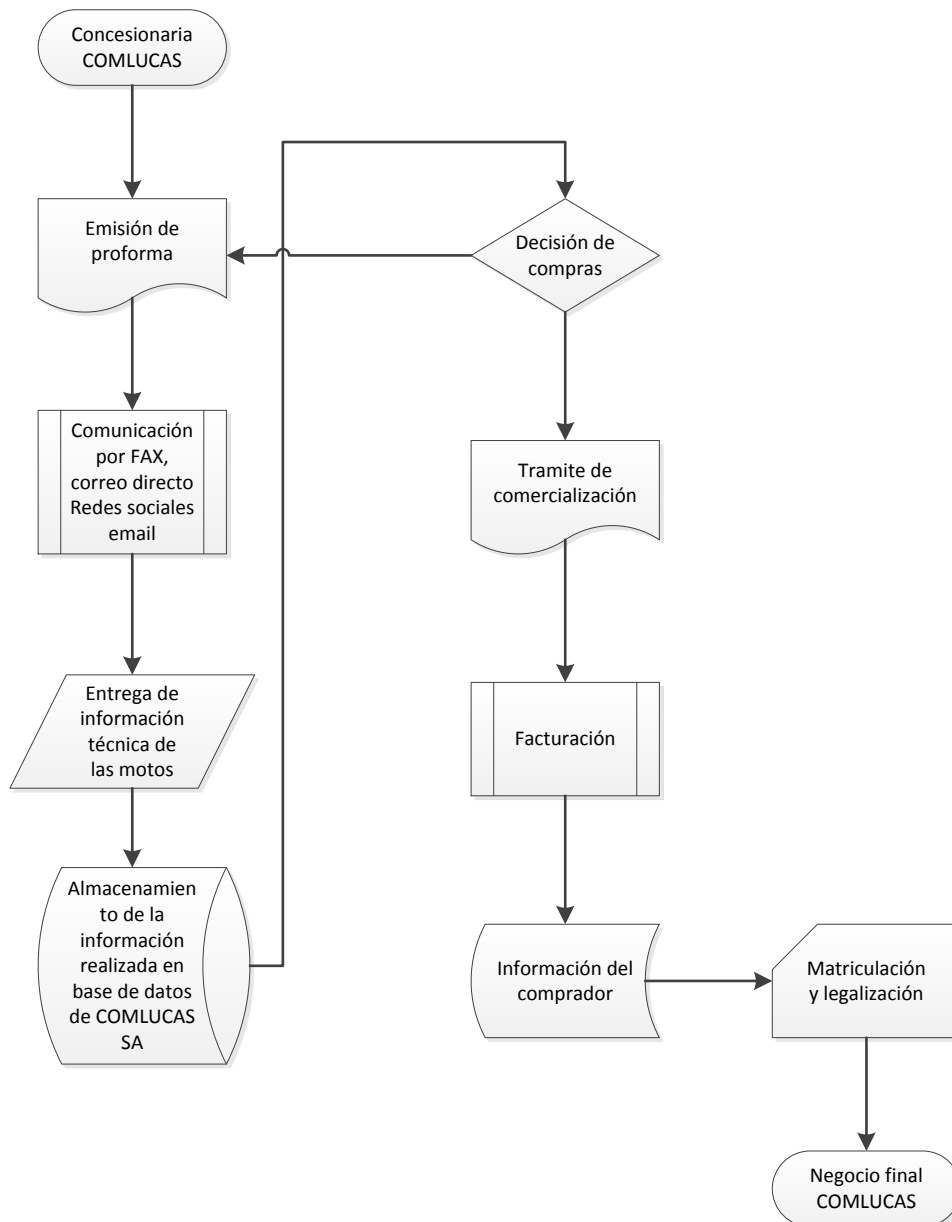 Concesionaria
COMLUCAS
Emisión de
proforma
Comunicación
por FAX,
correo directo
Redes sociales
email
Entrega de
información
técnica de
las motos
Almacenamien
to de la
información
realizada en
base de datos
de COMLUCAS
SA
Decisión de
compras
Tramite de
comercialización
Facturación
Información del
comprador
Matriculación
y legalización
Negocio final
COMLUCAS